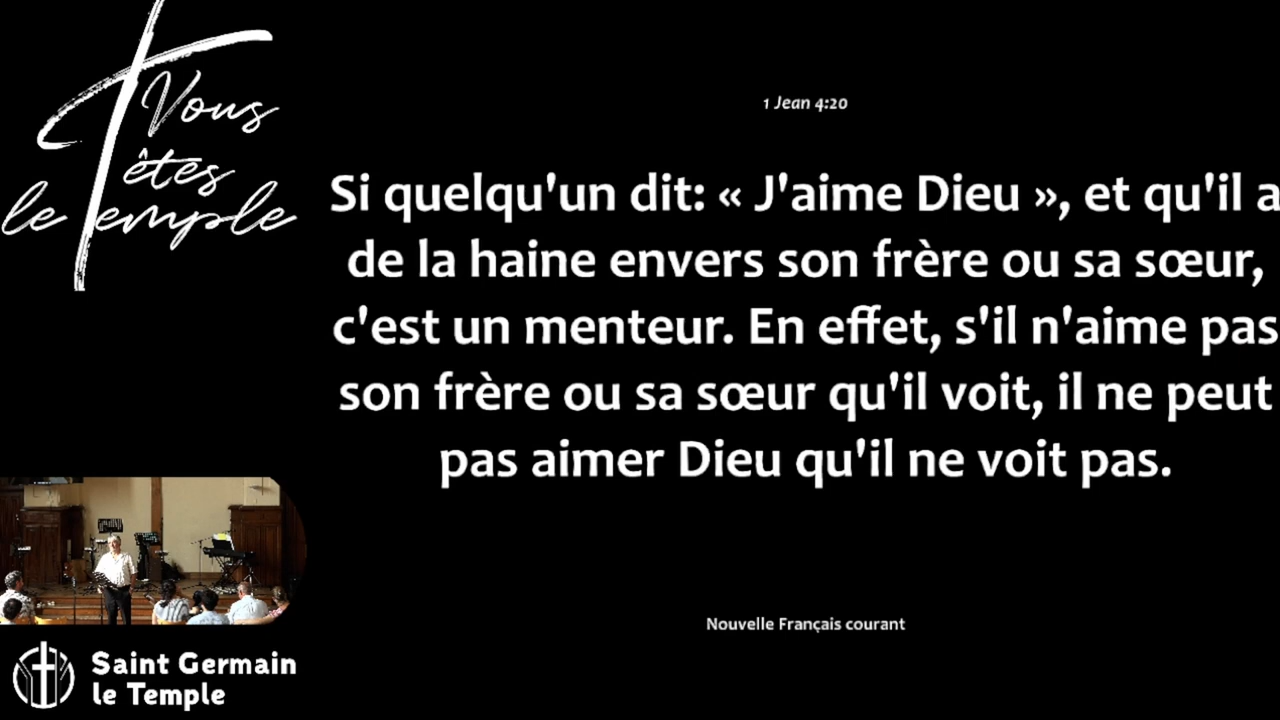 Vous
êtes
le Temple
1 Jean 4:20
Si quelqu'un dit: « J'aime Dieu », et qu'il a
de la haine envers son frère ou sa sœur,
c'est un menteur. En effet, s'il n'aime pas
son frère ou sa sœur qu'il voit, il ne peut
pas aimer Dieu qu'il ne voit pas.
Nouvelle Français courant
Saint Germain
le Temple